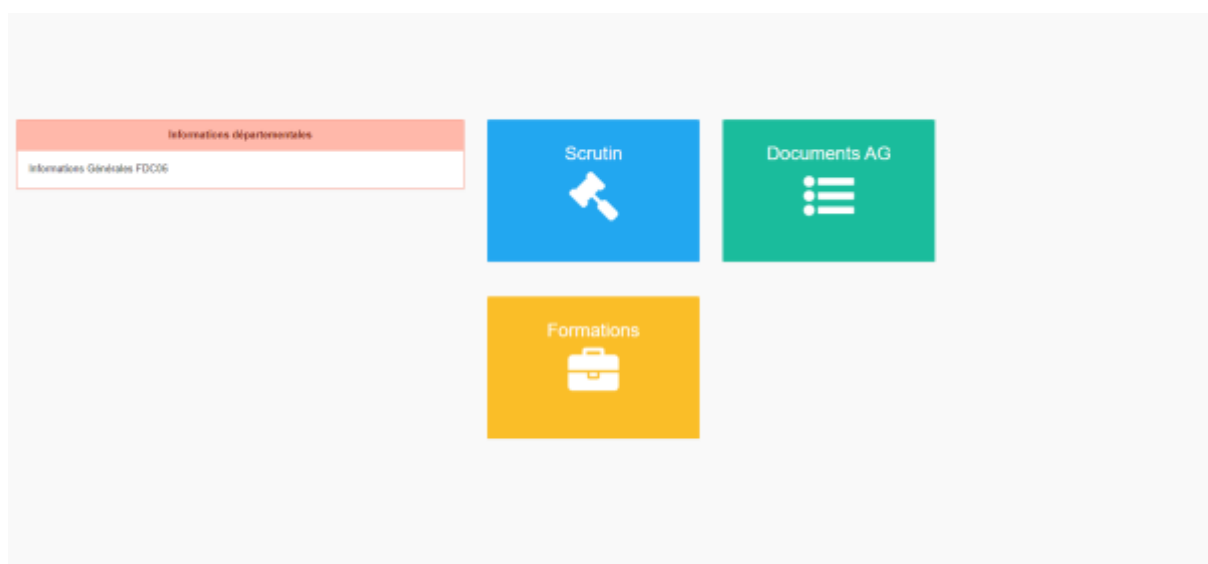 Informations départementales
Informations Générales FDC06
Scrutin
Documents AG
Formations